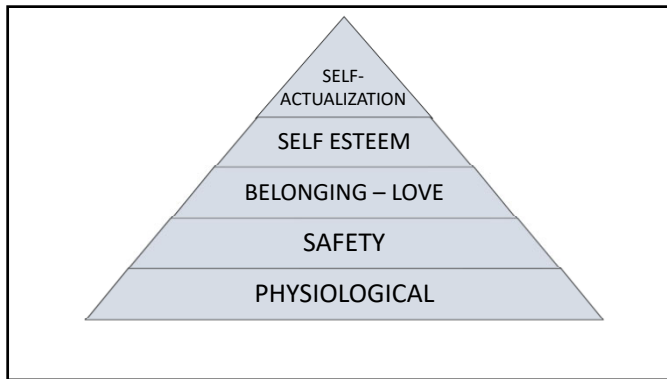 SELF-
ACTUALIZATION
SELF ESTEEM
BELONGING – LOVE
SAFETY
PHYSIOLOGICAL